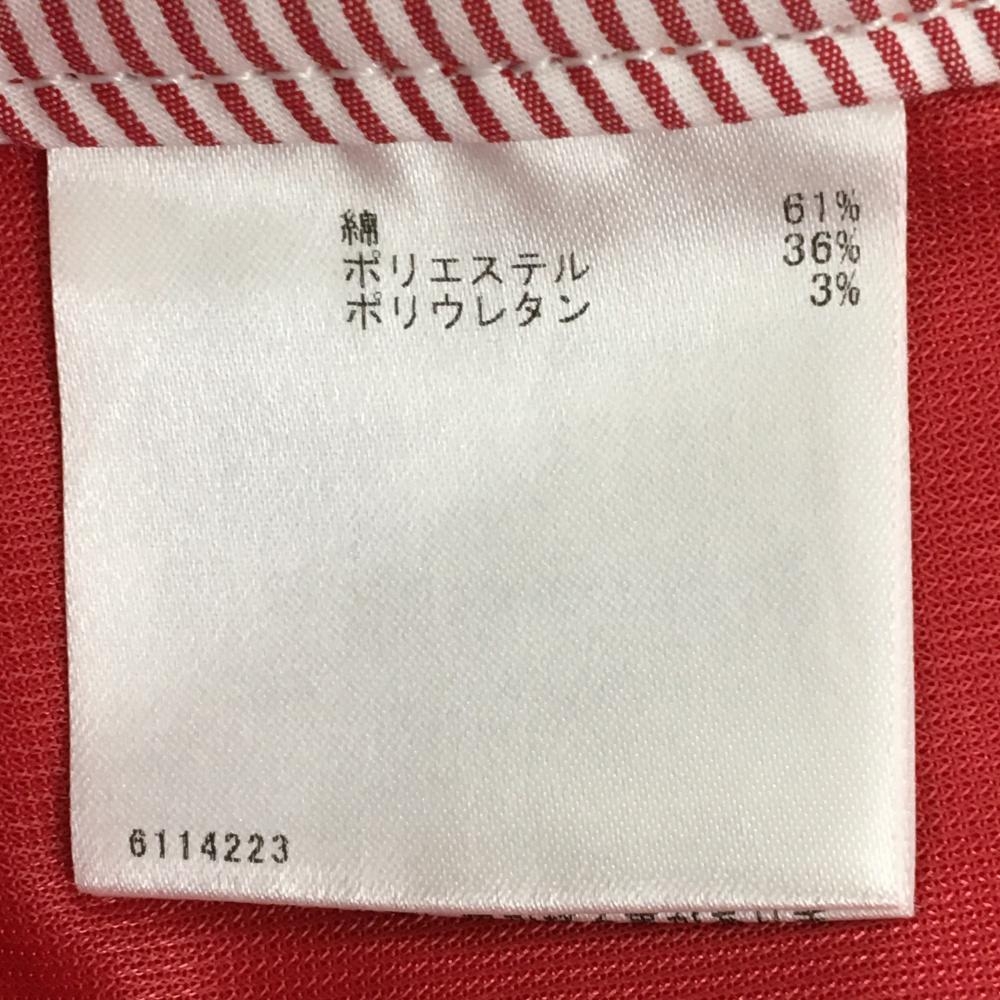 綿 61%
ポリエステル 36%
ポリウレタン 3%
6114223